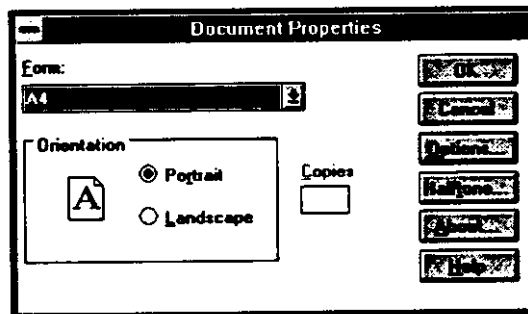 Document Properties
Form:
A4
Orientation
A
Portrait
Landscape
Copies
OK
Cancel
Options...
Halftone...
About...
Help